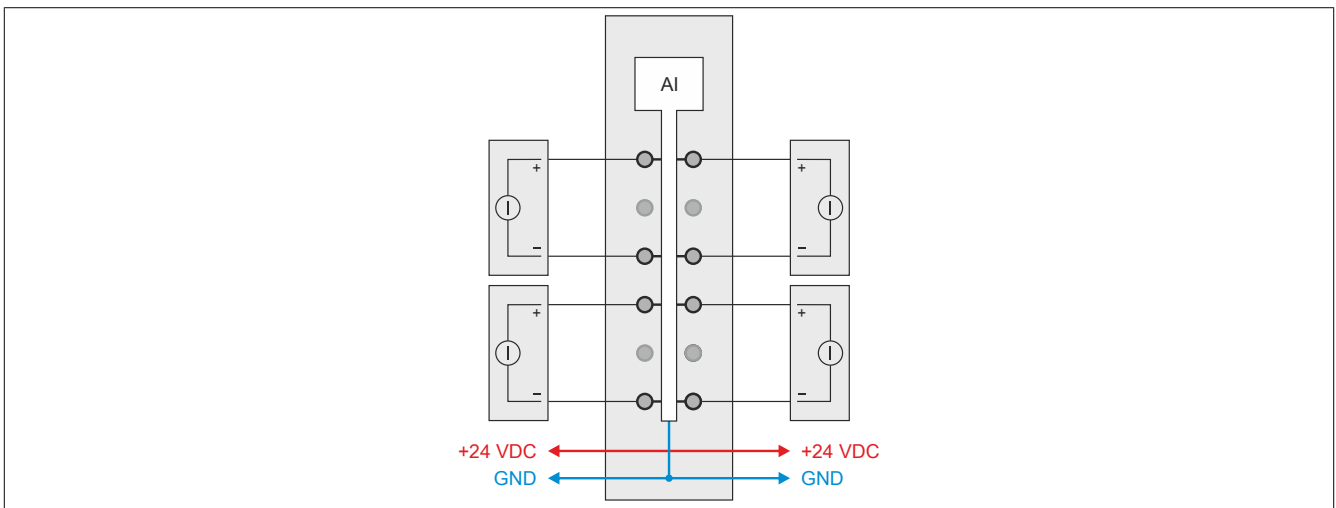 AI
+ +
I I
− −
+ +
I I
− −
+24 VDC +24 VDC
GND GND